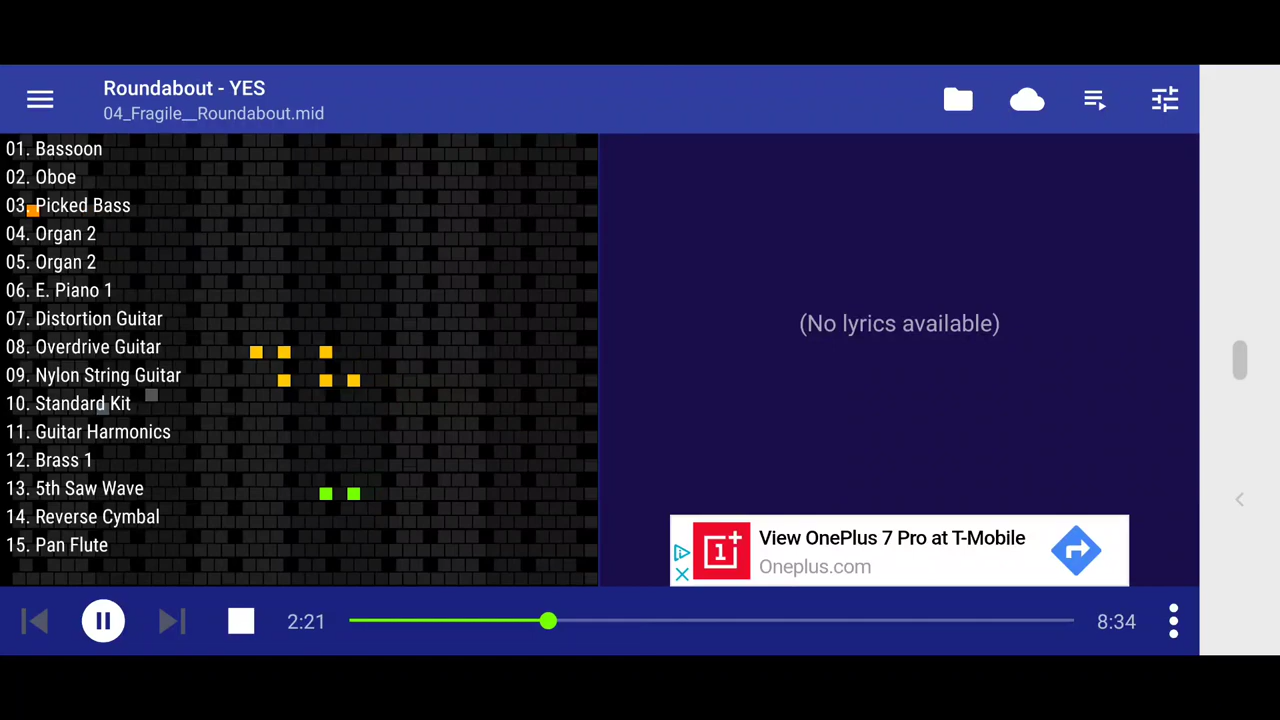 Roundabout - YES
04_Fragile__Roundabout.mid
01. Bassoon
02. Oboe
03. Picked Bass
04. Organ 2
05. Organ 2
06. E. Piano 1
07. Distortion Guitar
08. Overdrive Guitar
09. Nylon String Guitar
10. Standard Kit
11. Guitar Harmonics
12. Brass 1
13. 5th Saw Wave
14. Reverse Cymbal
15. Pan Flute
(No lyrics available)
1+
View OnePlus 7 Pro at T-Mobile
Oneplus.com
2:21
8:34